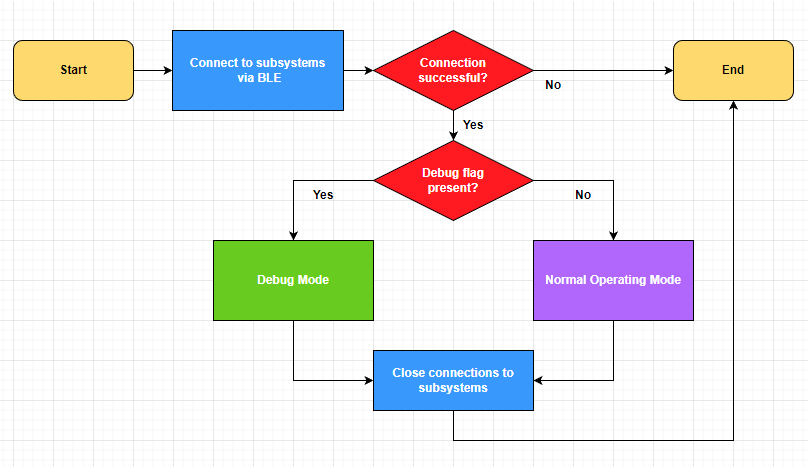 Start
Connect to subsystems
via BLE
Connection
successful?
End
No
Yes
Debug flag
present?
Yes
No
Debug Mode
Normal Operating Mode
Close connections to
subsystems